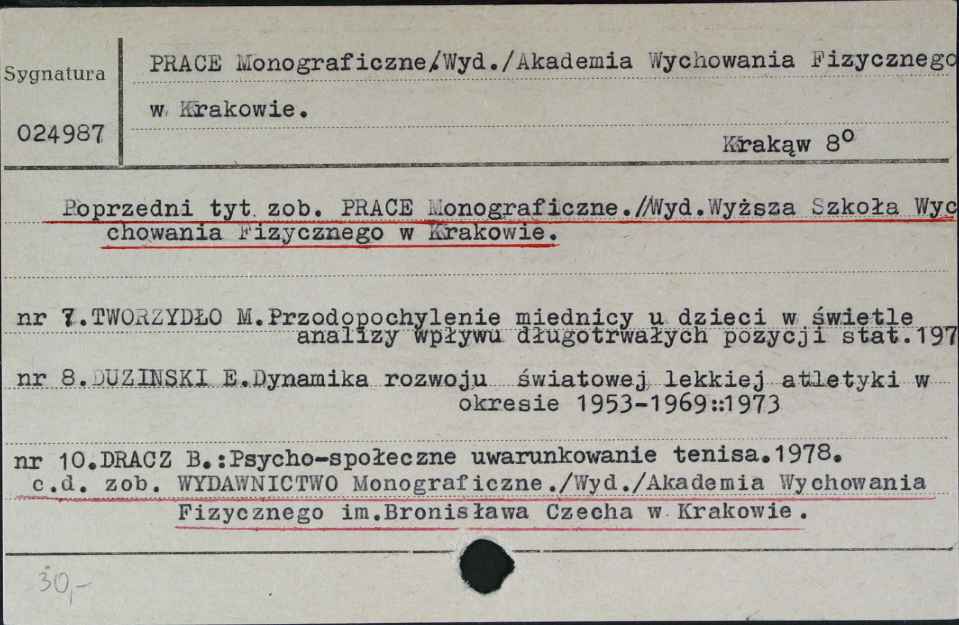 PRACE Monograficzne/Wyd./Akademia Wychowania Fizycznego
Sygnatura
w Krakowie.
024987
Krakąw 8°
Poprzedni tyt. zob. PRACE Monograficzne.//Wyd.Wyższa Szkoła Wyc
chowania Fizycznego w Krakowie.
nr 7.TWORZYDŁO M.Przodopochylenie miednicy u dzieci w świetle
analizy wpływu długotrwałych pozycji stat.197
nr 8.DUZINSKI E.Dynamika rozwoju światowej lekkiej atletyki w
okresie 1953-1969::1973
nr 10.DRACZ B.:Psycho-społeczne uwarunkowanie tenisa.1978.
c.d. zob. WYDAWNICTWO Monograficzne./Wyd./Akademia Wychowania
Fizycznego im.Bronisława Czecha w Krakowie.
30,-